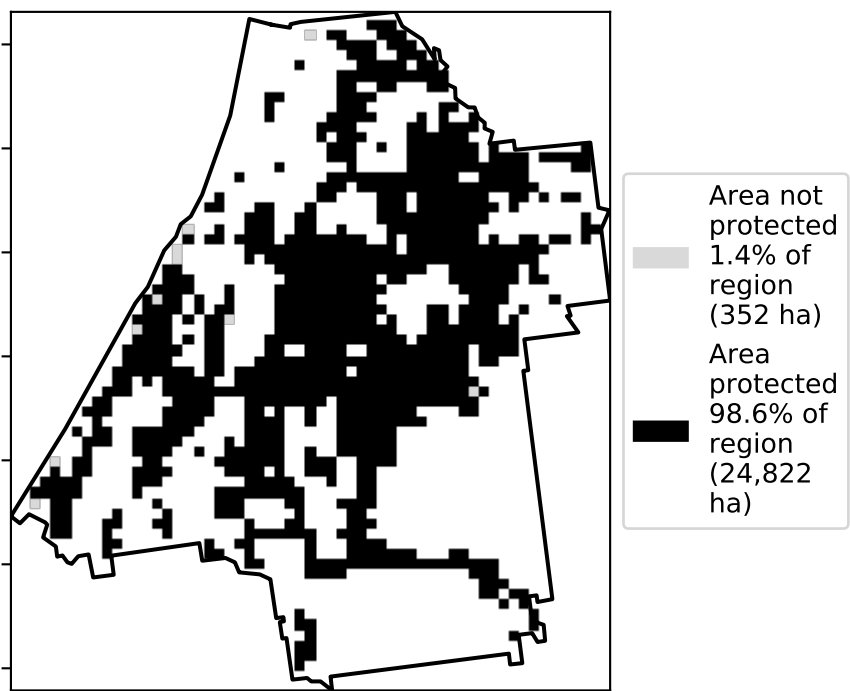 Area not
protected
1.4% of
region
(352 ha)
Area
protected
98.6% of
region
(24,822
ha)